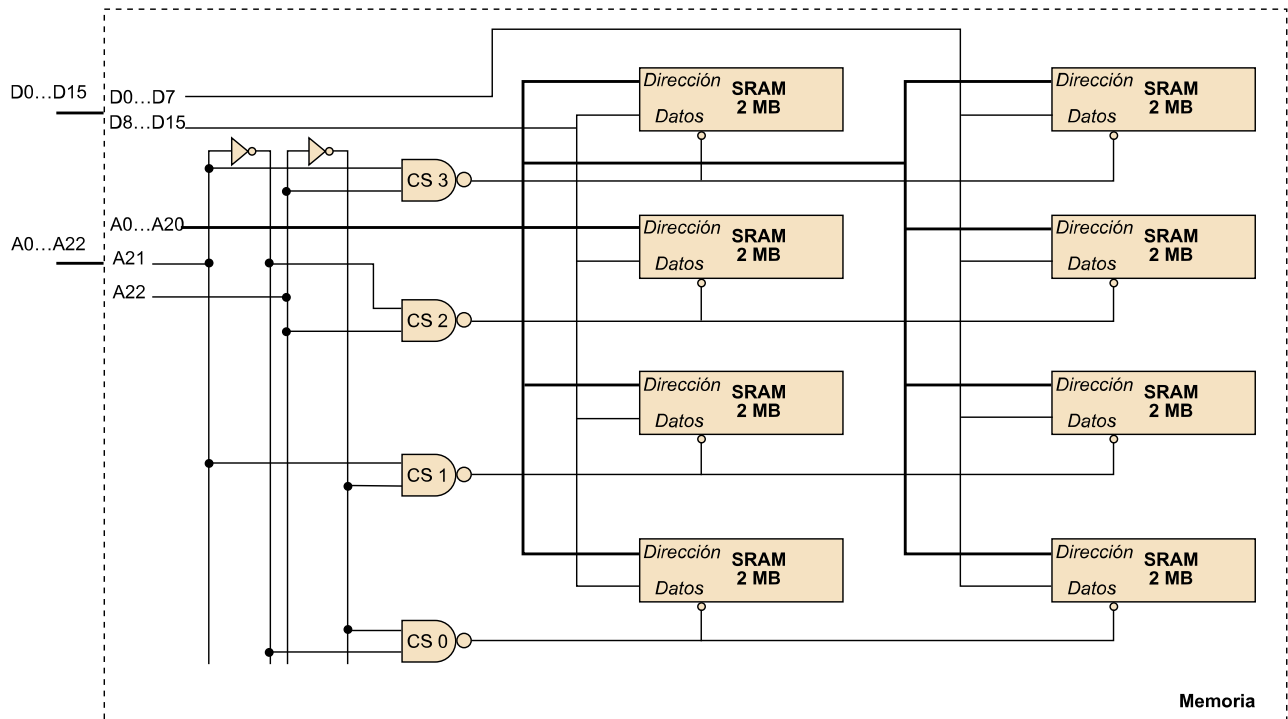 D0...D15
D0...D7
D8...D15
A0...A22
A0...A20
A21
A22
CS 3
CS 2
CS 1
CS 0
Dirección
SRAM
2 MB
Datos
Dirección
SRAM
2 MB
Datos
Dirección
SRAM
2 MB
Datos
Dirección
SRAM
2 MB
Datos
Dirección
SRAM
2 MB
Datos
Dirección
SRAM
2 MB
Datos
Dirección
SRAM
2 MB
Datos
Dirección
SRAM
2 MB
Datos
Memoria